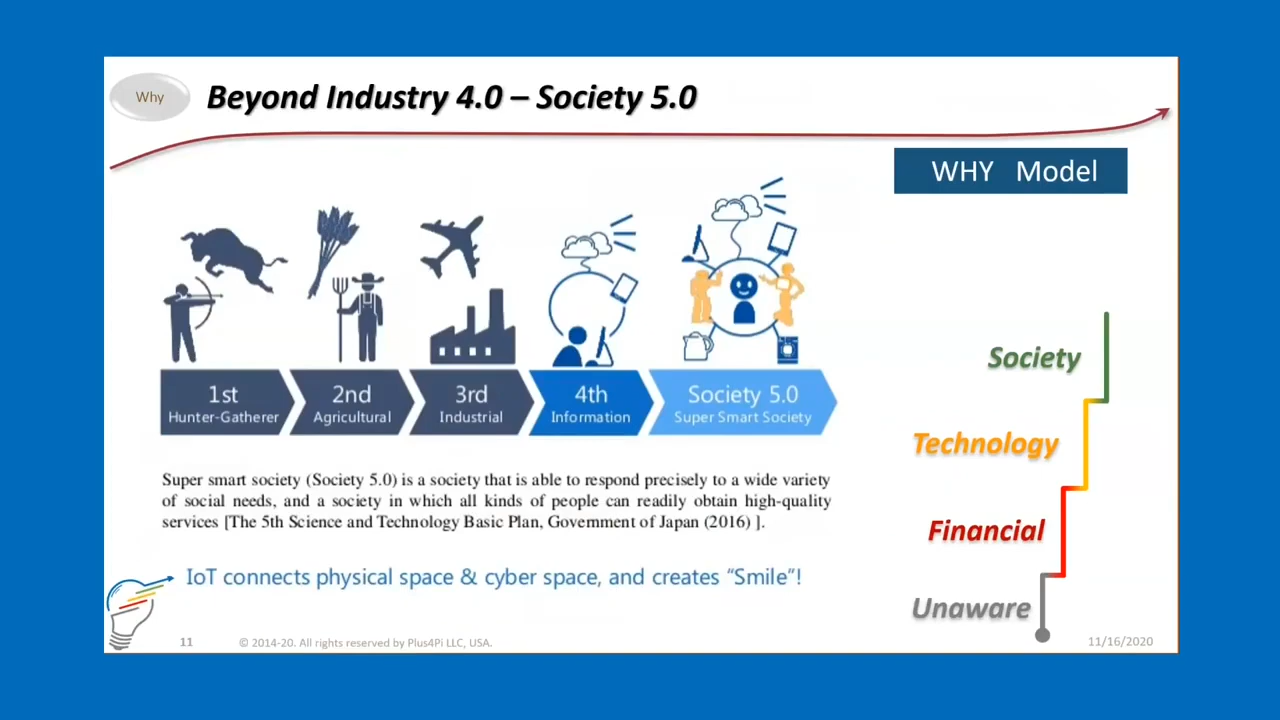 Why
Beyond Industry 4.0 – Society 5.0
WHY Model
1st
Hunter-Gatherer
2nd
Agricultural
3rd
Industrial
4th
Information
Society 5.0
Super Smart Society
Super smart society (Society 5.0) is a society that is able to respond precisely to a wide variety
of social needs, and a society in which all kinds of people can readily obtain high-quality
services [The 5th Science and Technology Basic Plan, Government of Japan (2016) ].
IoT connects physical space & cyber space, and creates “Smile”!
Society
Technology
Financial
Unaware
11
© 2014-20. All rights reserved by Plus4Pi LLC, USA.
11/16/2020